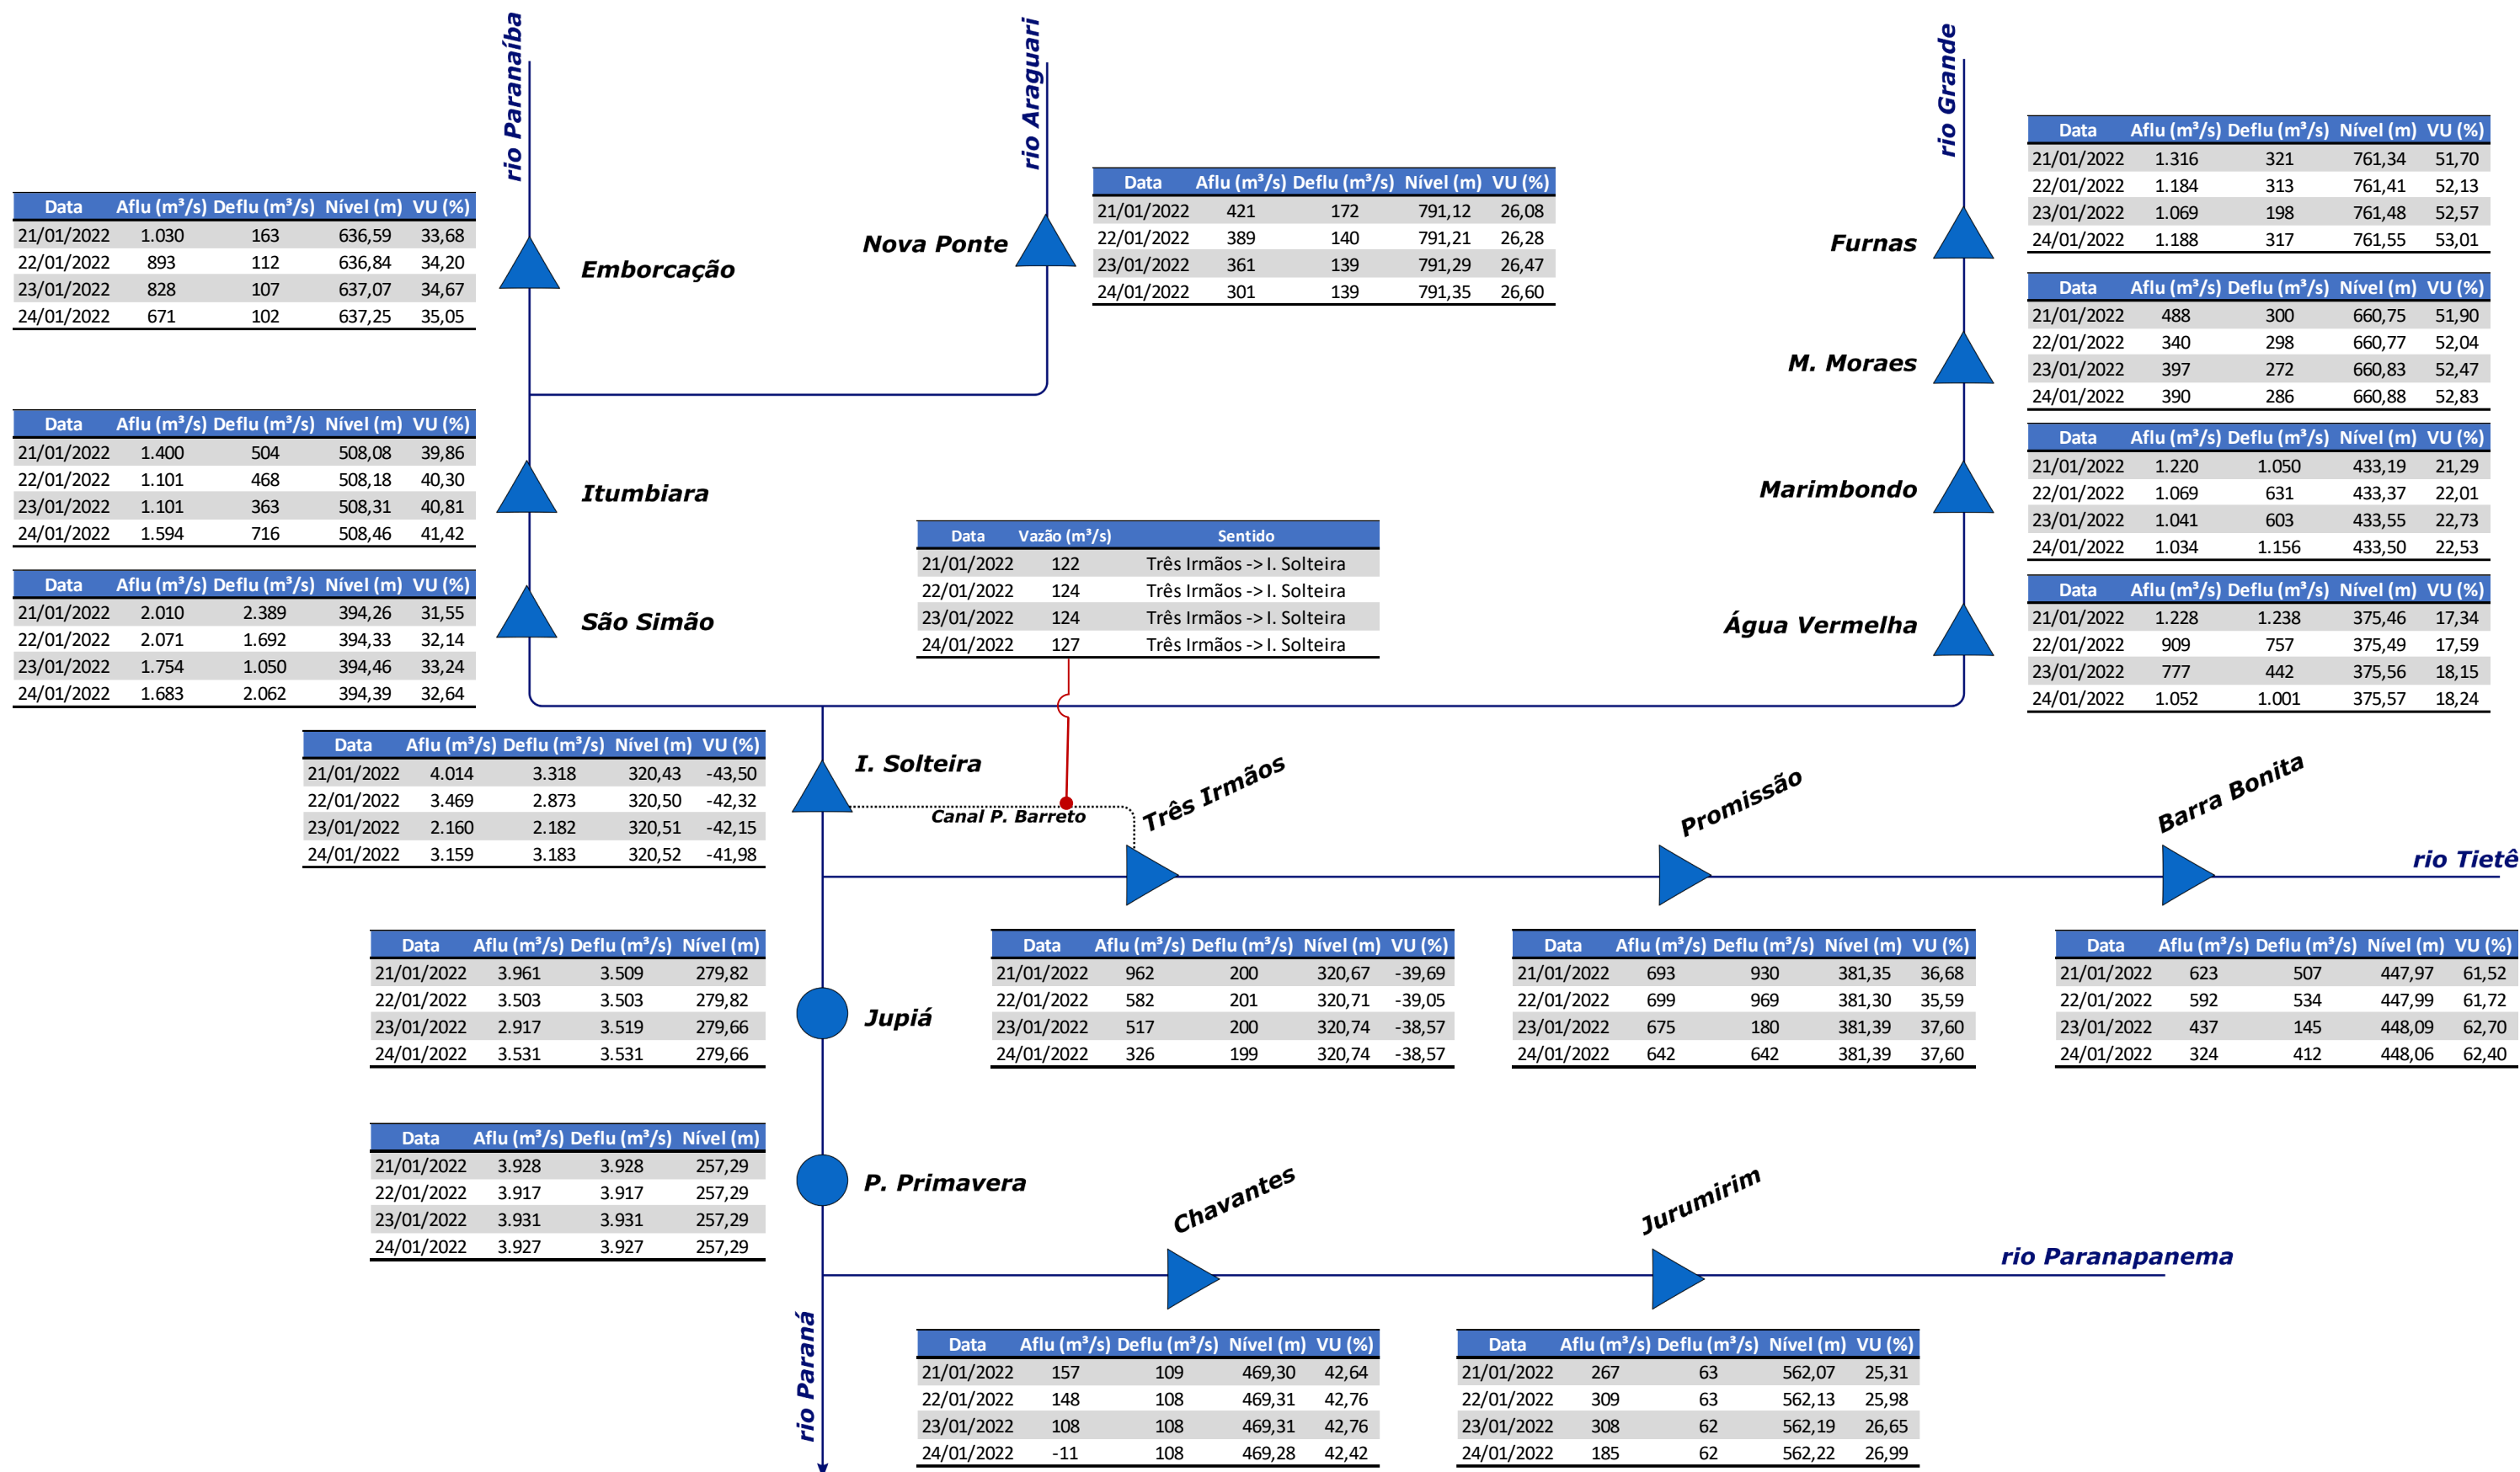 rio Paranaíba
rio Araguari
rio Grande
Data Aflu (m³/s) Deflu (m³/s) Nível (m) VU (%)
21/01/2022 1.316 321 761,34 51,70
22/01/2022 1.184 313 761,41 52,13
23/01/2022 1.069 198 761,48 52,57
24/01/2022 1.188 317 761,55 53,01
Furnas
Data Aflu (m³/s) Deflu (m³/s) Nível (m) VU (%)
21/01/2022 421 172 791,12 26,08
22/01/2022 389 140 791,21 26,28
23/01/2022 361 139 791,29 26,47
24/01/2022 301 139 791,35 26,60
Nova Ponte
Data Aflu (m³/s) Deflu (m³/s) Nível (m) VU (%)
21/01/2022 1.030 163 636,59 33,68
22/01/2022 893 112 636,84 34,20
23/01/2022 828 107 637,07 34,67
24/01/2022 671 102 637,25 35,05
Emborcação
Data Aflu (m³/s) Deflu (m³/s) Nível (m) VU (%)
21/01/2022 488 300 660,75 51,90
22/01/2022 340 298 660,77 52,04
23/01/2022 397 272 660,83 52,47
24/01/2022 390 286 660,88 52,83
M. Moraes
Data Aflu (m³/s) Deflu (m³/s) Nível (m) VU (%)
21/01/2022 1.400 504 508,08 39,86
22/01/2022 1.101 468 508,18 40,30
23/01/2022 1.101 363 508,31 40,81
24/01/2022 1.594 716 508,46 41,42
Itumbiara
Data Aflu (m³/s) Deflu (m³/s) Nível (m) VU (%)
21/01/2022 1.220 1.050 433,19 21,29
22/01/2022 1.069 631 433,37 22,01
23/01/2022 1.041 603 433,55 22,73
24/01/2022 1.034 1.156 433,50 22,53
Marimbondo
Data Vazão (m³/s) Sentido
21/01/2022 122 Três Irmãos -> I. Solteira
22/01/2022 124 Três Irmãos -> I. Solteira
23/01/2022 124 Três Irmãos -> I. Solteira
24/01/2022 127 Três Irmãos -> I. Solteira
Data Aflu (m³/s) Deflu (m³/s) Nível (m) VU (%)
21/01/2022 2.010 2.389 394,26 31,55
22/01/2022 2.071 1.692 394,33 32,14
23/01/2022 1.754 1.050 394,46 33,24
24/01/2022 1.683 2.062 394,39 32,64
São Simão
Data Aflu (m³/s) Deflu (m³/s) Nível (m) VU (%)
21/01/2022 1.228 1.238 375,46 17,34
22/01/2022 909 757 375,49 17,59
23/01/2022 777 442 375,56 18,15
24/01/2022 1.052 1.001 375,57 18,24
Água Vermelha
Data Aflu (m³/s) Deflu (m³/s) Nível (m) VU (%)
21/01/2022 4.014 3.318 320,43 -43,50
22/01/2022 3.469 2.873 320,50 -42,32
23/01/2022 2.160 2.182 320,51 -42,15
24/01/2022 3.159 3.183 320,52 -41,98
I. Solteira
Canal P. Barreto
Três Irmãos
Promissão
Barra Bonita
rio Tietê
Data Aflu (m³/s) Deflu (m³/s) Nível (m)
21/01/2022 3.961 3.509 279,82
22/01/2022 3.503 3.503 279,82
23/01/2022 2.917 3.519 279,66
24/01/2022 3.531 3.531 279,66
Jupiá
Data Aflu (m³/s) Deflu (m³/s) Nível (m) VU (%)
21/01/2022 962 200 320,67 -39,69
22/01/2022 582 201 320,71 -39,05
23/01/2022 517 200 320,74 -38,57
24/01/2022 326 199 320,74 -38,57
Data Aflu (m³/s) Deflu (m³/s) Nível (m) VU (%)
21/01/2022 693 930 381,35 36,68
22/01/2022 699 969 381,30 35,59
23/01/2022 675 180 381,39 37,60
24/01/2022 642 642 381,39 37,60
Data Aflu (m³/s) Deflu (m³/s) Nível (m) VU (%)
21/01/2022 623 507 447,97 61,52
22/01/2022 592 534 447,99 61,72
23/01/2022 437 145 448,09 62,70
24/01/2022 324 412 448,06 62,40
Data Aflu (m³/s) Deflu (m³/s) Nível (m)
21/01/2022 3.928 3.928 257,29
22/01/2022 3.917 3.917 257,29
23/01/2022 3.931 3.931 257,29
24/01/2022 3.927 3.927 257,29
P. Primavera
Chavantes
Jurumirim
rio Paranapanema
rio Paraná
Data Aflu (m³/s) Deflu (m³/s) Nível (m) VU (%)
21/01/2022 157 109 469,30 42,64
22/01/2022 148 108 469,31 42,76
23/01/2022 108 108 469,31 42,76
24/01/2022 -11 108 469,28 42,42
Data Aflu (m³/s) Deflu (m³/s) Nível (m) VU (%)
21/01/2022 267 63 562,07 25,31
22/01/2022 309 63 562,13 25,98
23/01/2022 308 62 562,19 26,65
24/01/2022 185 62 562,22 26,99